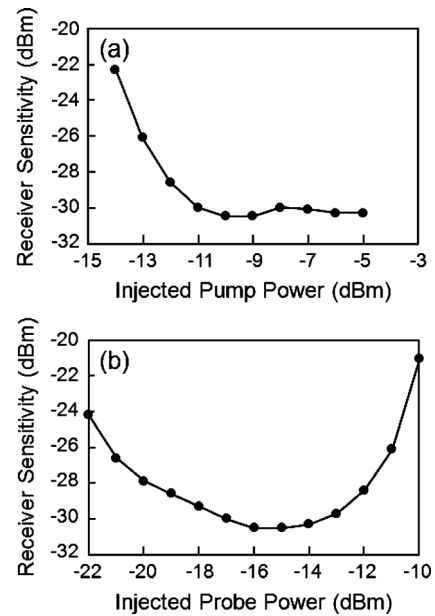 (a)
Receiver Sensitivity (dBm)
-20
-22
-24
-26
-28
-30
-32
-15 -13 -11 -9 -7 -5 -3
Injected Pump Power (dBm)
(b)
Receiver Sensitivity (dBm)
-20
-22
-24
-26
-28
-30
-32
-22 -20 -18 -16 -14 -12 -10
Injected Probe Power (dBm)